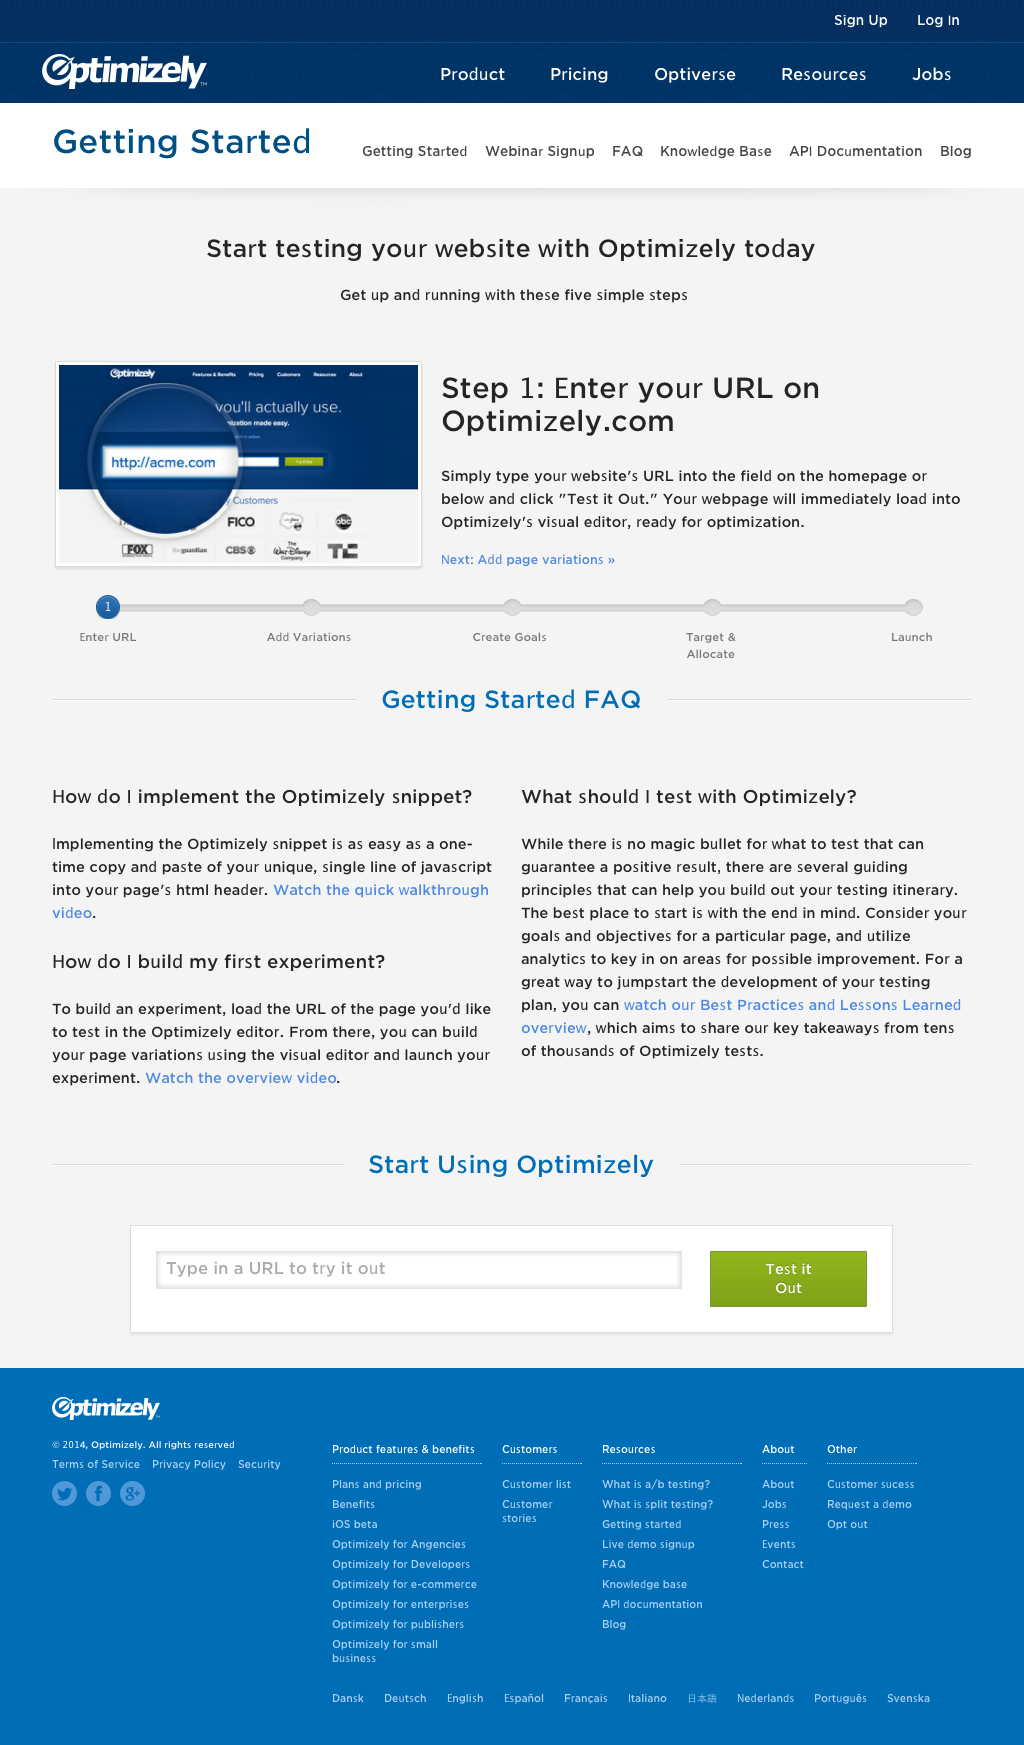 Sign Up Log In
Optimizely
Product Pricing Optiverse Resources Jobs
Getting Started
Getting Started Webinar Signup FAQ Knowledge Base API Documentation Blog
Start testing your website with Optimizely today
Get up and running with these five simple steps
Optimizely Features & Benefits Pricing Customers Resources About
you'll actually use.
made easy.
http://acme.com
Customers
FICO abc
FOX theguardian CBS The Walt Disney Company TC
Step 1: Enter your URL on
Optimizely.com
Simply type your website's URL into the field on the homepage or
below and click "Test it Out." Your webpage will immediately load into
Optimizely's visual editor, ready for optimization.
Next: Add page variations »
1
Enter URL Add Variations Create Goals Target & Launch
Allocate
Getting Started FAQ
How do I implement the Optimizely snippet?
Implementing the Optimizely snippet is as easy as a one-
time copy and paste of your unique, single line of javascript
into your page's html header. Watch the quick walkthrough
video.
How do I build my first experiment?
To build an experiment, load the URL of the page you'd like
to test in the Optimizely editor. From there, you can build
your page variations using the visual editor and launch your
experiment. Watch the overview video.
What should I test with Optimizely?
While there is no magic bullet for what to test that can
guarantee a positive result, there are several guiding
principles that can help you build out your testing itinerary.
The best place to start is with the end in mind. Consider your
goals and objectives for a particular page, and utilize
analytics to key in on areas for possible improvement. For a
great way to jumpstart the development of your testing
plan, you can watch our Best Practices and Lessons Learned
overview, which aims to share our key takeaways from tens
of thousands of Optimizely tests.
Start Using Optimizely
Type in a URL to try it out
Test it
Out
Optimizely
© 2014, Optimizely. All rights reserved
Terms of Service Privacy Policy Security
Product features & benefits
Plans and pricing
Benefits
iOS beta
Optimizely for Angencies
Optimizely for Developers
Optimizely for e-commerce
Optimizely for enterprises
Optimizely for publishers
Optimizely for small
business
Customers
Customer list
Customer
stories
Resources
What is a/b testing?
What is split testing?
Getting started
Live demo signup
FAQ
Knowledge base
API documentation
Blog
About
About
Jobs
Press
Events
Contact
Other
Customer sucess
Request a demo
Opt out
Dansk Deutsch English Español Français Italiano 日本語 Nederlands Português Svenska